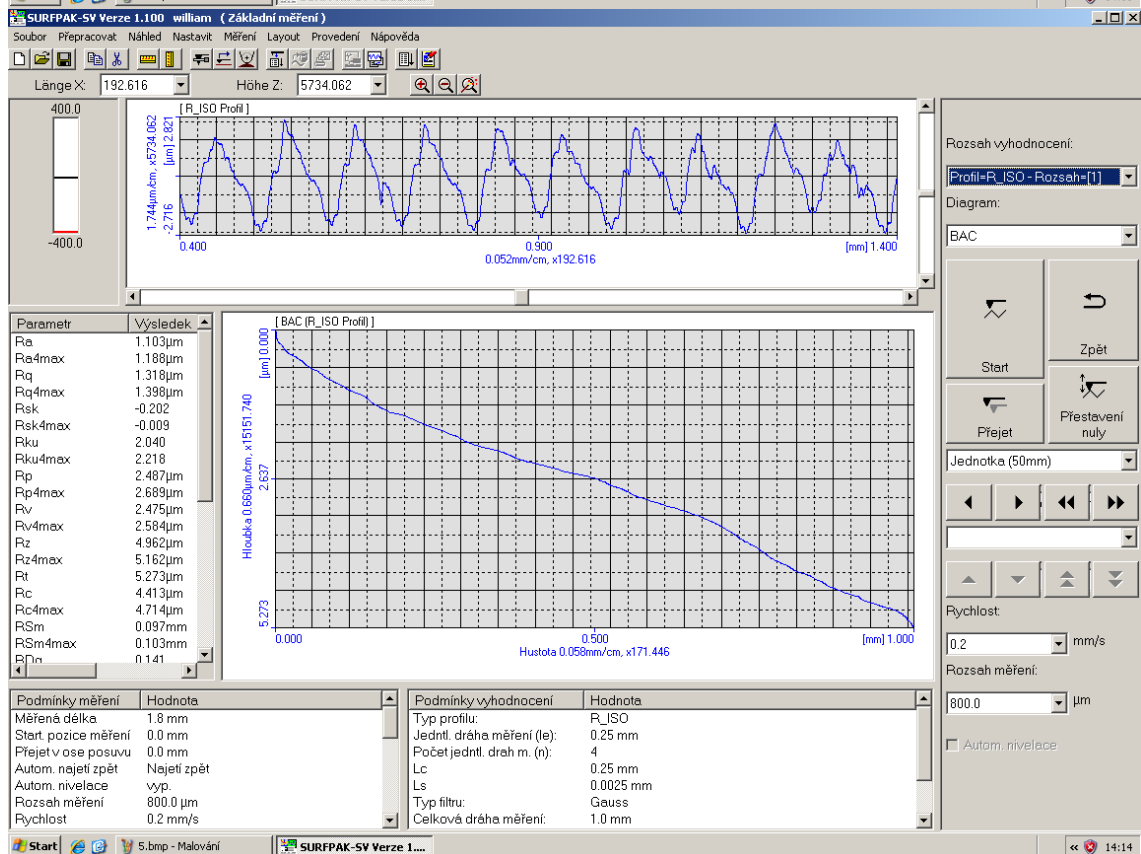 SURFPAK-SV Verze 1.100 william ( Základní měření )
Soubor Přepracovat Náhled Nastavit Měření Layout Provedení Nápověda
Länge X: 192.616 Höhe Z: 5734.062
400.0
-400.0
[ R_ISO Profil ]
1.744µm/cm, x5734.062
-2.716 [µm] 2.821
0.400 0.900 [mm] 1.400
0.052mm/cm, x192.616
Rozsah vyhodnocení:
Profil=R_ISO - Rozsah=[1]
Diagram:
BAC
Start
Zpět
Přejet
Přestavení
nuly
Jednotka (50mm)
Rychlost:
0.2 mm/s
Rozsah měření:
800.0 µm
Autom. nivelace
Parametr Výsledek
Ra 1.103µm
Ra4max 1.188µm
Rq 1.318µm
Rq4max 1.398µm
Rsk -0.202
Rsk4max -0.009
Rku 2.040
Rku4max 2.218
Rp 2.487µm
Rp4max 2.689µm
Rv 2.475µm
Rv4max 2.584µm
Rz 4.962µm
Rz4max 5.162µm
Rt 5.273µm
Rc 4.413µm
Rc4max 4.714µm
RSm 0.097mm
RSm4max 0.103mm
RDq 0.141
[ BAC (R_ISO Profil) ]
Hloubka 0.660µm/cm, x15151.740
5.273 2.637 [µm] 0.000
0.000 0.500 [mm] 1.000
Hustota 0.058mm/cm, x171.446
Podmínky měření Hodnota
Měřená délka 1.8 mm
Start. pozice měření 0.0 mm
Přejet v ose posuvu 0.0 mm
Autom. najetí zpět Najetí zpět
Autom. nivelace vyp.
Rozsah měření 800.0 µm
Rychlost 0.2 mm/s
Podmínky vyhodnocení Hodnota
Typ profilu: R_ISO
Jedntl. dráha měření (le): 0.25 mm
Počet jedntl. drah m. (n): 4
Lc 0.25 mm
Ls 0.0025 mm
Typ filtru: Gauss
Celková dráha měření: 1.0 mm
Start 5.bmp - Malování SURFPAK-SV Verze 1.... « 14:14